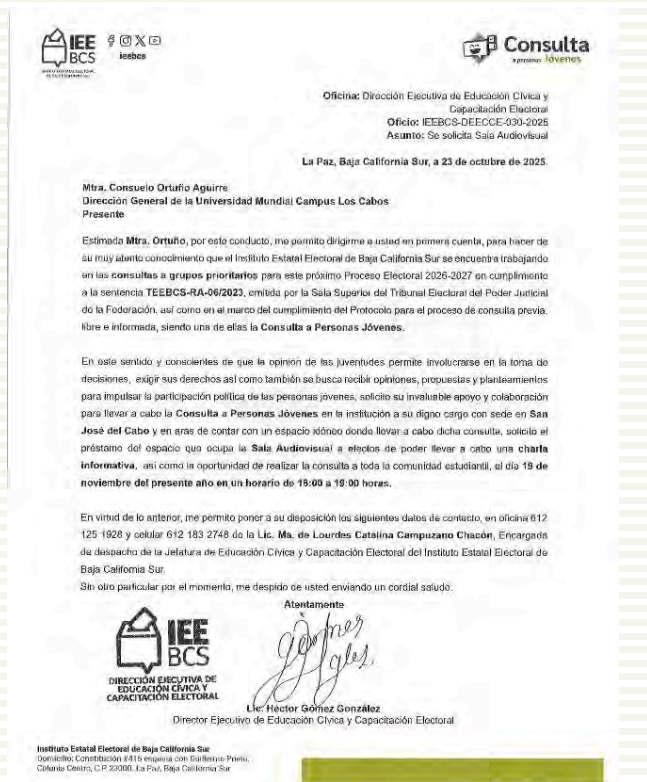 IEE
BCS
INSTITUTO ESTATAL ELECTORAL
DE BAJA CALIFORNIA SUR
ieebcs
Consulta
a personas Jóvenes
Oficina: Dirección Ejecutiva de Educación Cívica y
Capacitación Electoral
Oficio: IEEBCS-DEECCE-030-2025
Asunto: Se solicita Sala Audiovisual
La Paz, Baja California Sur, a 23 de octubre de 2025.
Mtra. Consuelo Ortuño Aguirre
Dirección General de la Universidad Mundial Campus Los Cabos
Presente
Estimada Mtra. Ortuño, por este conducto, me permito dirigirme a usted en primera cuenta, para hacer de
su muy atento conocimiento que el Instituto Estatal Electoral de Baja California Sur se encuentra trabajando
en las consultas a grupos prioritarios para este próximo Proceso Electoral 2026-2027 en cumplimiento
a la sentencia TEEBCS-RA-06/2023, emitida por la Sala Superior del Tribunal Electoral del Poder Judicial
de la Federación, así como en el marco del cumplimiento del Protocolo para el proceso de consulta previa,
libre e informada, siendo una de ellas la Consulta a Personas Jóvenes.
En este sentido y conscientes de que la opinión de las juventudes permite involucrarse en la toma de
decisiones, exigir sus derechos así como también se busca recibir opiniones, propuestas y planteamientos
para impulsar la participación política de las personas jóvenes, solicito su invaluable apoyo y colaboración
para llevar a cabo la Consulta a Personas Jóvenes en la institución a su digno cargo con sede en San
José del Cabo y en aras de contar con un espacio idóneo donde llevar a cabo dicha consulta, solicito el
préstamo del espacio que ocupa la Sala Audiovisual a efectos de poder llevar a cabo una charla
informativa, así como la oportunidad de realizar la consulta a toda la comunidad estudiantil, el día 19 de
noviembre del presente año en un horario de 18:00 a 19:00 horas.
En virtud de lo anterior, me permito poner a su disposición los siguientes datos de contacto, en oficina 612
125 1928 y celular 612 183 2748 de la Lic. Ma. de Lourdes Catalina Campuzano Chacón, Encargada
de despacho de la Jefatura de Educación Cívica y Capacitación Electoral del Instituto Estatal Electoral de
Baja California Sur.
Sin otro particular por el momento, me despido de usted enviando un cordial saludo.
Atentamente
IEE
BCS
DIRECCIÓN EJECUTIVA DE
EDUCACIÓN CÍVICA Y
CAPACITACIÓN ELECTORAL
Lic. Héctor Gómez González
Director Ejecutivo de Educación Cívica y Capacitación Electoral
Instituto Estatal Electoral de Baja California Sur
Domicilio: Constitución #415 esquina con Guillermo Prieto,
Colonia Centro, C.P. 23000. La Paz, Baja California Sur